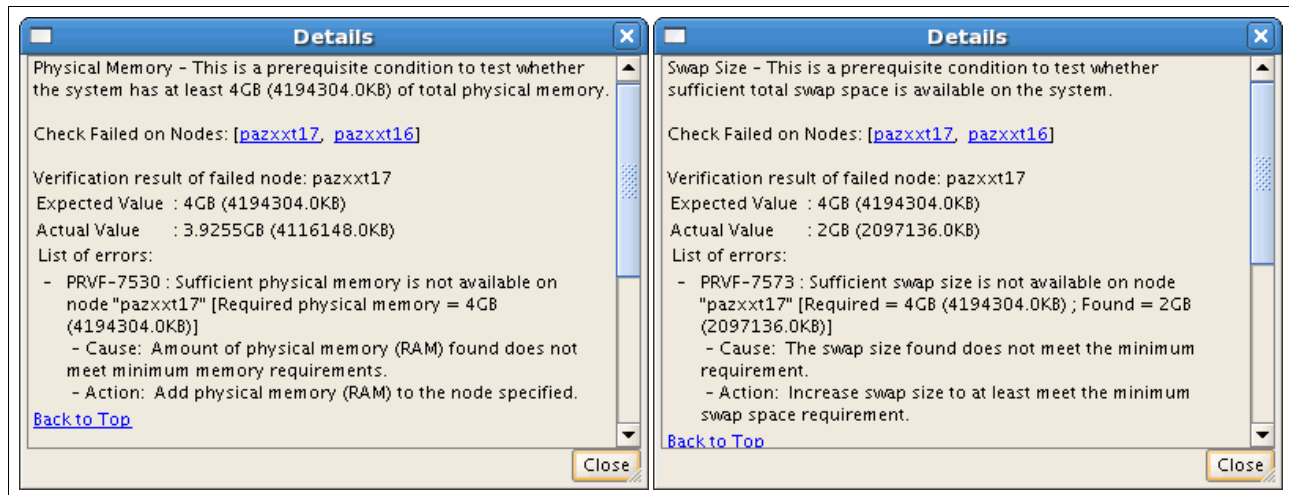 Details
Physical Memory – This is a prerequisite condition to test whether
the system has at least 4GB (4194304.0KB) of total physical memory.
Check Failed on Nodes: [pazxxt17, pazxxt16]
Verification result of failed node: pazxxt17
Expected Value : 4GB (4194304.0KB)
Actual Value : 3.9255GB (4116148.0KB)
List of errors:
– PRVF-7530 : Sufficient physical memory is not available on
node "pazxxt17" [Required physical memory = 4GB
(4194304.0KB)]
– Cause: Amount of physical memory (RAM) found does not
meet minimum memory requirements.
– Action: Add physical memory (RAM) to the node specified.
Back to Top
Close
Details
Swap Size – This is a prerequisite condition to test whether
sufficient total swap space is available on the system.
Check Failed on Nodes: [pazxxt17, pazxxt16]
Verification result of failed node: pazxxt17
Expected Value : 4GB (4194304.0KB)
Actual Value : 2GB (2097136.0KB)
List of errors:
– PRVF-7573 : Sufficient swap size is not available on node
"pazxxt17" [Required = 4GB (4194304.0KB) ; Found = 2GB
(2097136.0KB)]
– Cause: The swap size found does not meet the minimum
requirement.
– Action: Increase swap size to at least meet the minimum
swap space requirement.
Back to Top
Close